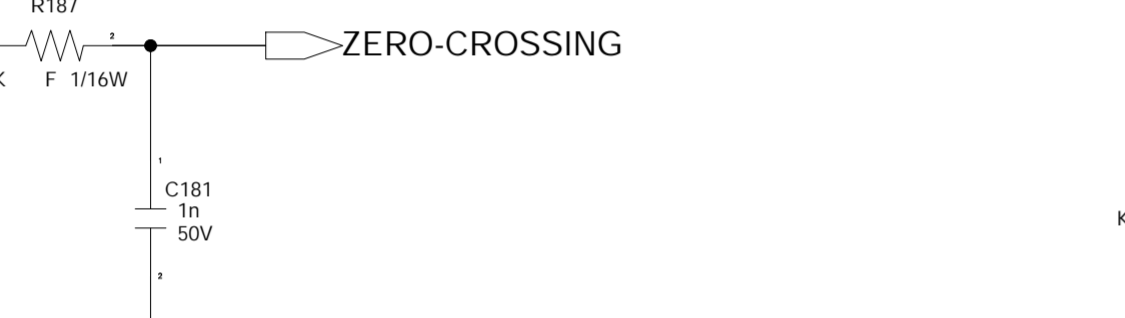 R187
2
ZERO-CROSSING
K F 1/16W
1
C181
1n
50V
K
2